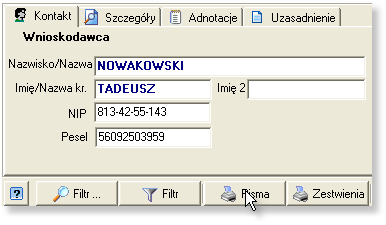 Kontakt Szczegóły Adnotacje Uzasadnienie
Wnioskodawca
Nazwisko/Nazwa NOWAKOWSKI
Imię/Nazwa kr. TADEUSZ Imię 2
NIP 813-42-55-143
Pesel 56092503959
? Filtr ... Filtr Pisma Zestwienia